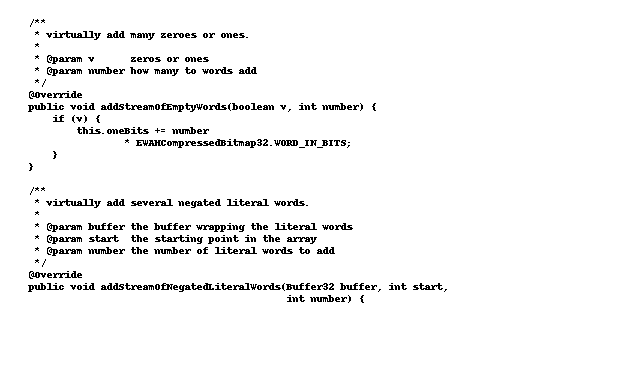 /**
 * virtually add many zeroes or ones.
 *
 * @param v      zeros or ones
 * @param number how many to words add
 */
@Override
public void addStreamOfEmptyWords(boolean v, int number) {
    if (v) {
        this.oneBits += number
                * EWAHCompressedBitmap32.WORD_IN_BITS;
    }
}

/**
 * virtually add several negated literal words.
 *
 * @param buffer the buffer wrapping the literal words
 * @param start  the starting point in the array
 * @param number the number of literal words to add
 */
@Override
public void addStreamOfNegatedLiteralWords(Buffer32 buffer, int start,
                                           int number) {